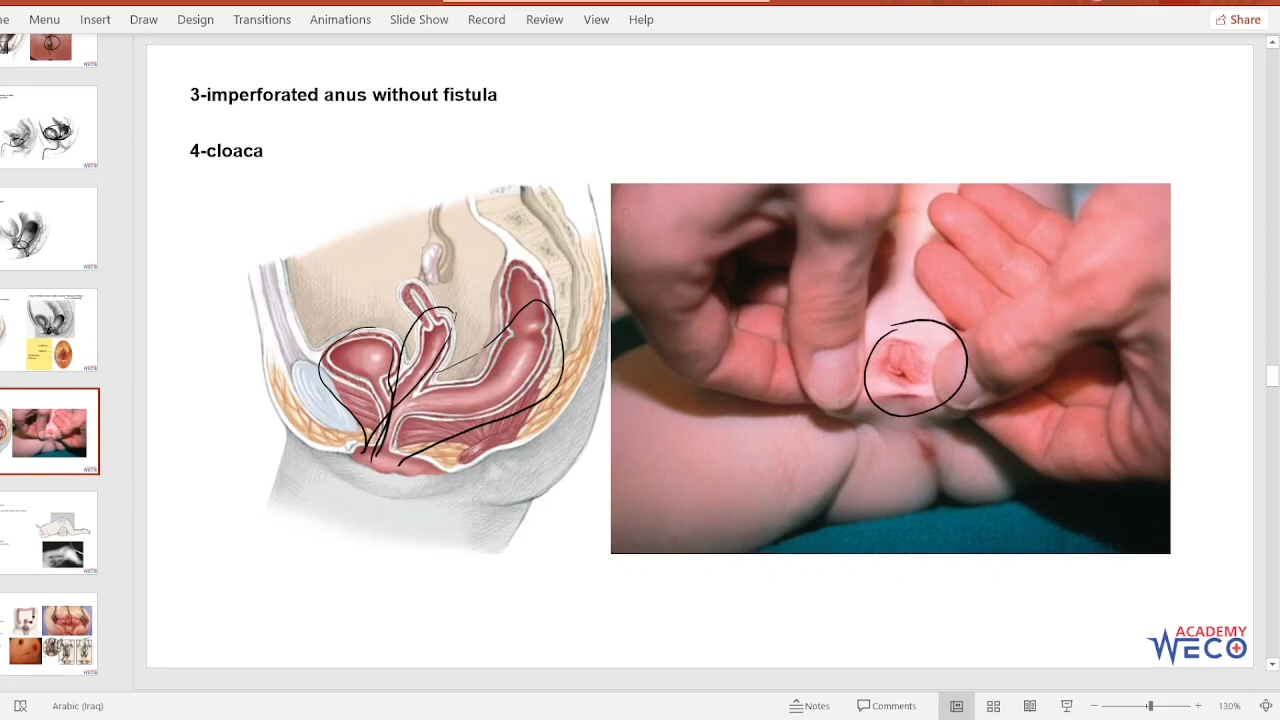 Menu Insert Draw Design Transitions Animations Slide Show Record Review View Help Share
3-imperforated anus without fistula
4-cloaca
ACADEMY
WECO
Arabic (Iraq) Notes Comments 130%